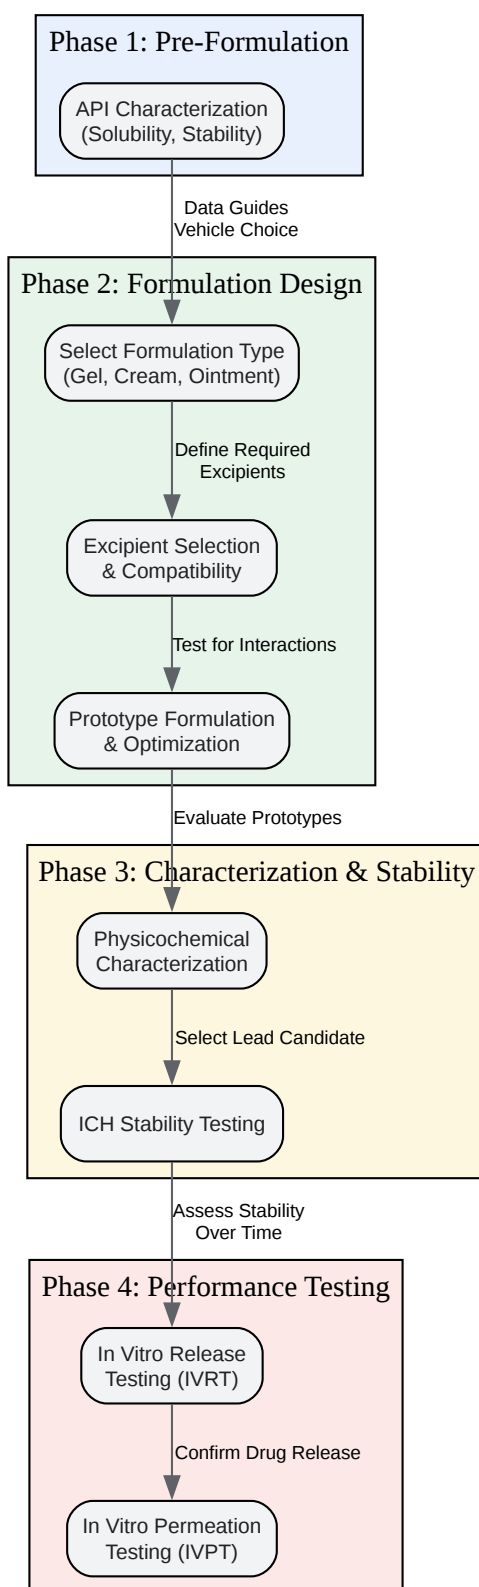 Phase 1: Pre-Formulation
API Characterization
(Solubility, Stability)
Data Guides
Vehicle Choice
Phase 2: Formulation Design
Select Formulation Type
(Gel, Cream, Ointment)
Define Required
Excipients
Excipient Selection
& Compatibility
Test for Interactions
Prototype Formulation
& Optimization
Evaluate Prototypes
Phase 3: Characterization & Stability
Physicochemical
Characterization
Select Lead Candidate
ICH Stability Testing
Assess Stability
Over Time
Phase 4: Performance Testing
In Vitro Release
Testing (IVRT)
Confirm Drug Release
In Vitro Permeation
Testing (IVPT)